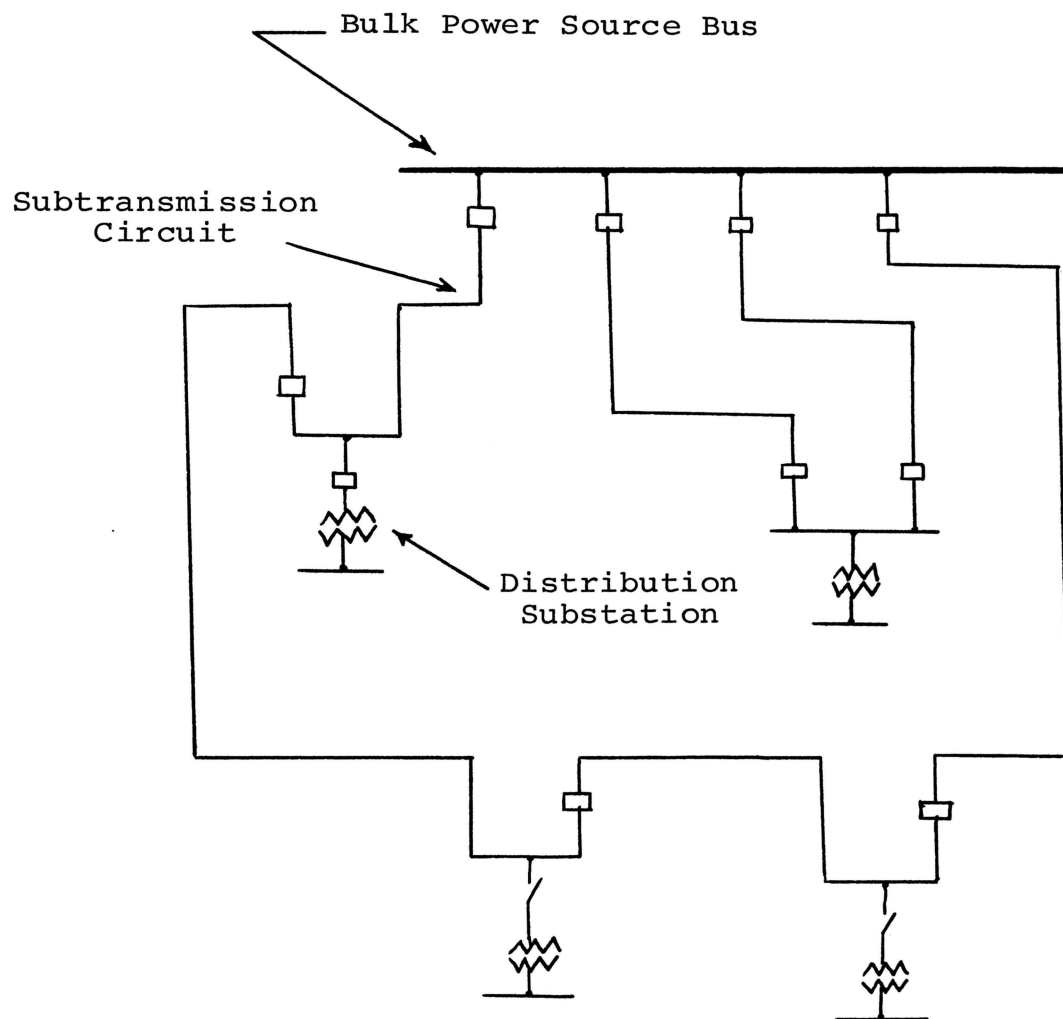 Bulk Power Source Bus
Subtransmission
Circuit
Distribution
Substation